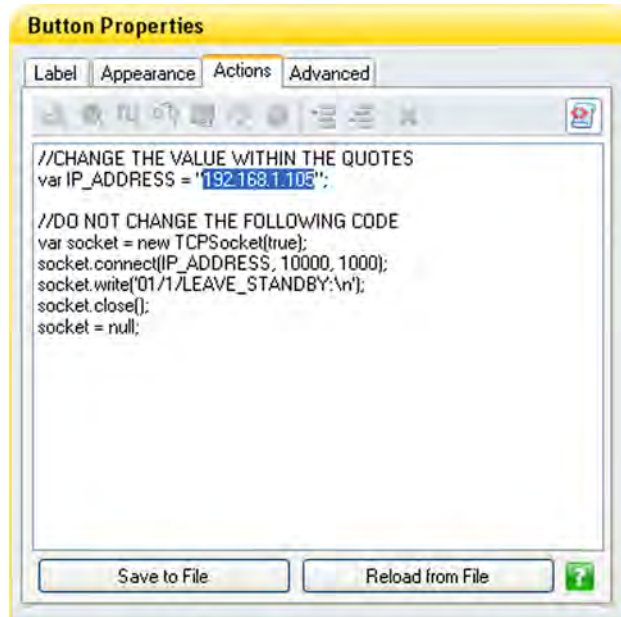 Button Properties
Label Appearance Actions Advanced
//CHANGE THE VALUE WITHIN THE QUOTES
var IP_ADDRESS = "192.168.1.105";
//DO NOT CHANGE THE FOLLOWING CODE
var socket = new TCPSocket(true);
socket.connect(IP_ADDRESS, 10000, 1000);
socket.write('01/1/LEAVE_STANDBY:\n');
socket.close();
socket = null;
Save to File Reload from File ?